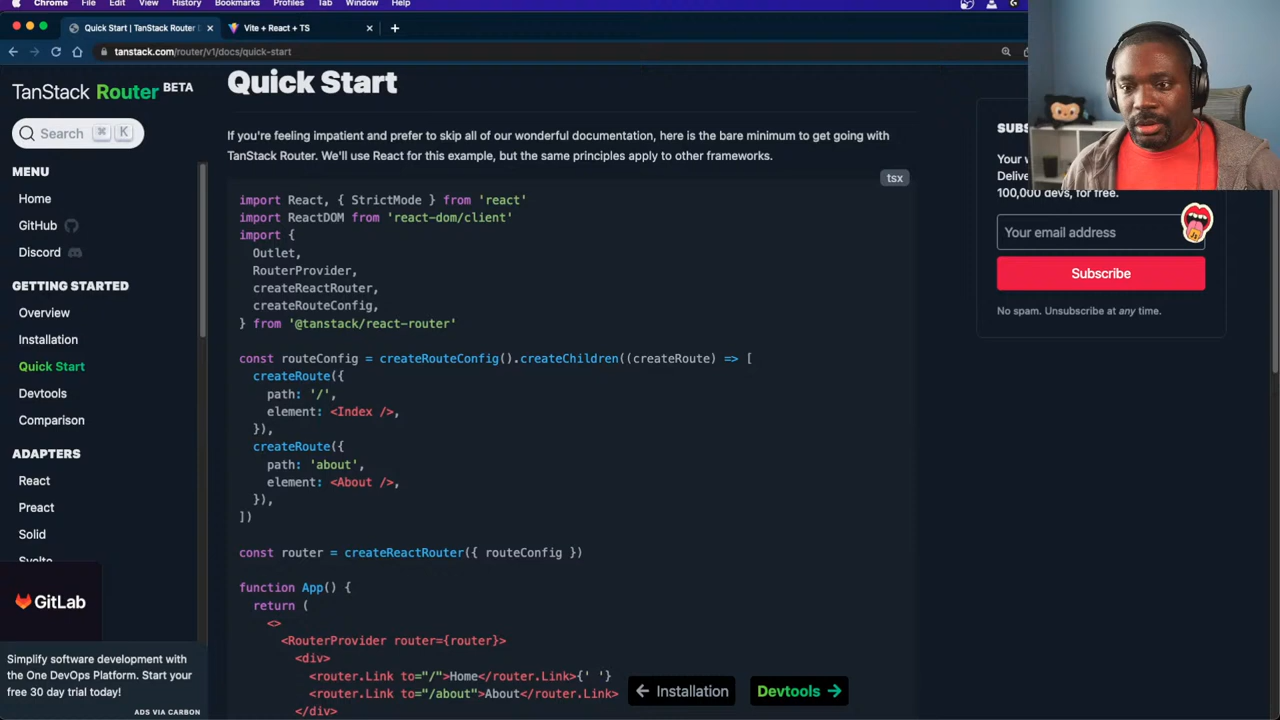 Chrome File Edit View History Bookmarks Profiles Tab Window Help
Quick Start | TanStack Router
Vite + React + TS
tanstack.com/router/v1/docs/quick-start
TanStack Router BETA
Search ⌘ K
MENU
Home
GitHub
Discord
GETTING STARTED
Overview
Installation
Quick Start
Devtools
Comparison
ADAPTERS
React
Preact
Solid
Svelte
GitLab
Simplify software development with
the One DevOps Platform. Start your
free 30 day trial today!
ADS VIA CARBON
Quick Start
If you're feeling impatient and prefer to skip all of our wonderful documentation, here is the bare minimum to get going with
TanStack Router. We'll use React for this example, but the same principles apply to other frameworks.
tsx
import React, { StrictMode } from 'react'
import ReactDOM from 'react-dom/client'
import {
Outlet,
RouterProvider,
createReactRouter,
createRouteConfig,
} from '@tanstack/react-router'
const routeConfig = createRouteConfig().createChildren((createRoute) => [
createRoute({
path: '/',
element: <Index />,
}),
createRoute({
path: 'about',
element: <About />,
}),
])
const router = createReactRouter({ routeConfig })
function App() {
return (
<>
<RouterProvider router={router}>
<div>
<router.Link to="/">Home</router.Link>{' '}
<router.Link to="/about">About</router.Link>
</div>
← Installation
Devtools →
Your
100,000 devs, for free.
Your email address
JS
Subscribe
No spam. Unsubscribe at any time.